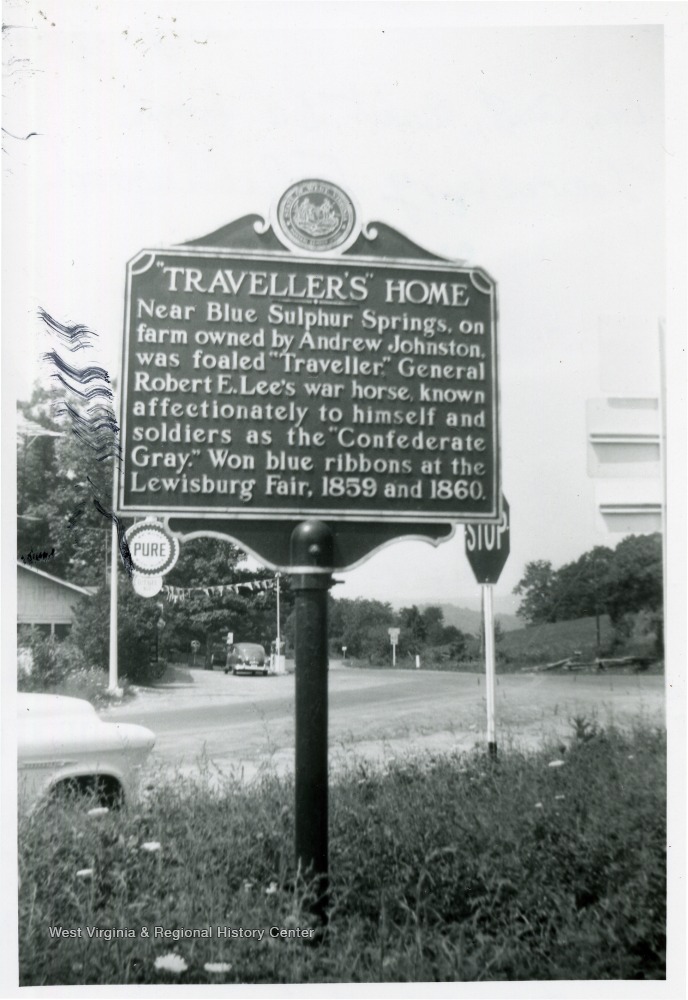 "TRAVELLER'S" HOME
Near Blue Sulphur Springs, on
farm owned by Andrew Johnston,
was foaled "Traveller." General
Robert E. Lee's war horse, known
affectionately to himself and
soldiers as the "Confederate
Gray." Won blue ribbons at the
Lewisburg Fair, 1859 and 1860.
STOP
PURE
West Virginia & Regional History Center